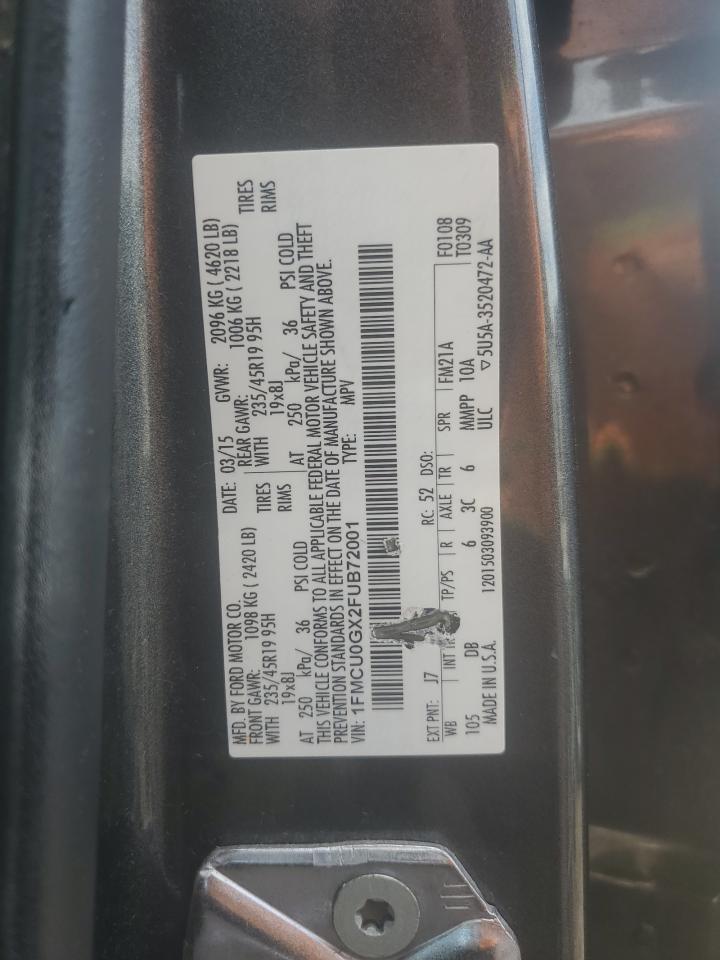 MFD. BY FORD MOTOR CO. DATE: 03/15 GVWR: 2096 KG ( 4620 LB)
FRONT GAWR: 1098 KG ( 2420 LB) REAR GAWR: 1006 KG ( 2218 LB)
WITH 235/45R19 95H TIRES WITH 235/45R19 95H TIRES
19x8J RIMS 19x8J RIMS
AT 250 kPa/ 36 PSI COLD AT 250 kPa/ 36 PSI COLD
THIS VEHICLE CONFORMS TO ALL APPLICABLE FEDERAL MOTOR VEHICLE SAFETY AND THEFT
PREVENTION STANDARDS IN EFFECT ON THE DATE OF MANUFACTURE SHOWN ABOVE.
VIN: 1FMCU0GX2FUB72001 TYPE: MPV
EXT PNT: J7 RC: 52 DSO: F0108
WB INT TP/PS R AXLE TR SPR FM21A T0309
105 DB 6 3C 6 MMPP 10A
MADE IN U.S.A. 1201503093900 ULC ▽5U5A-3520472-AA